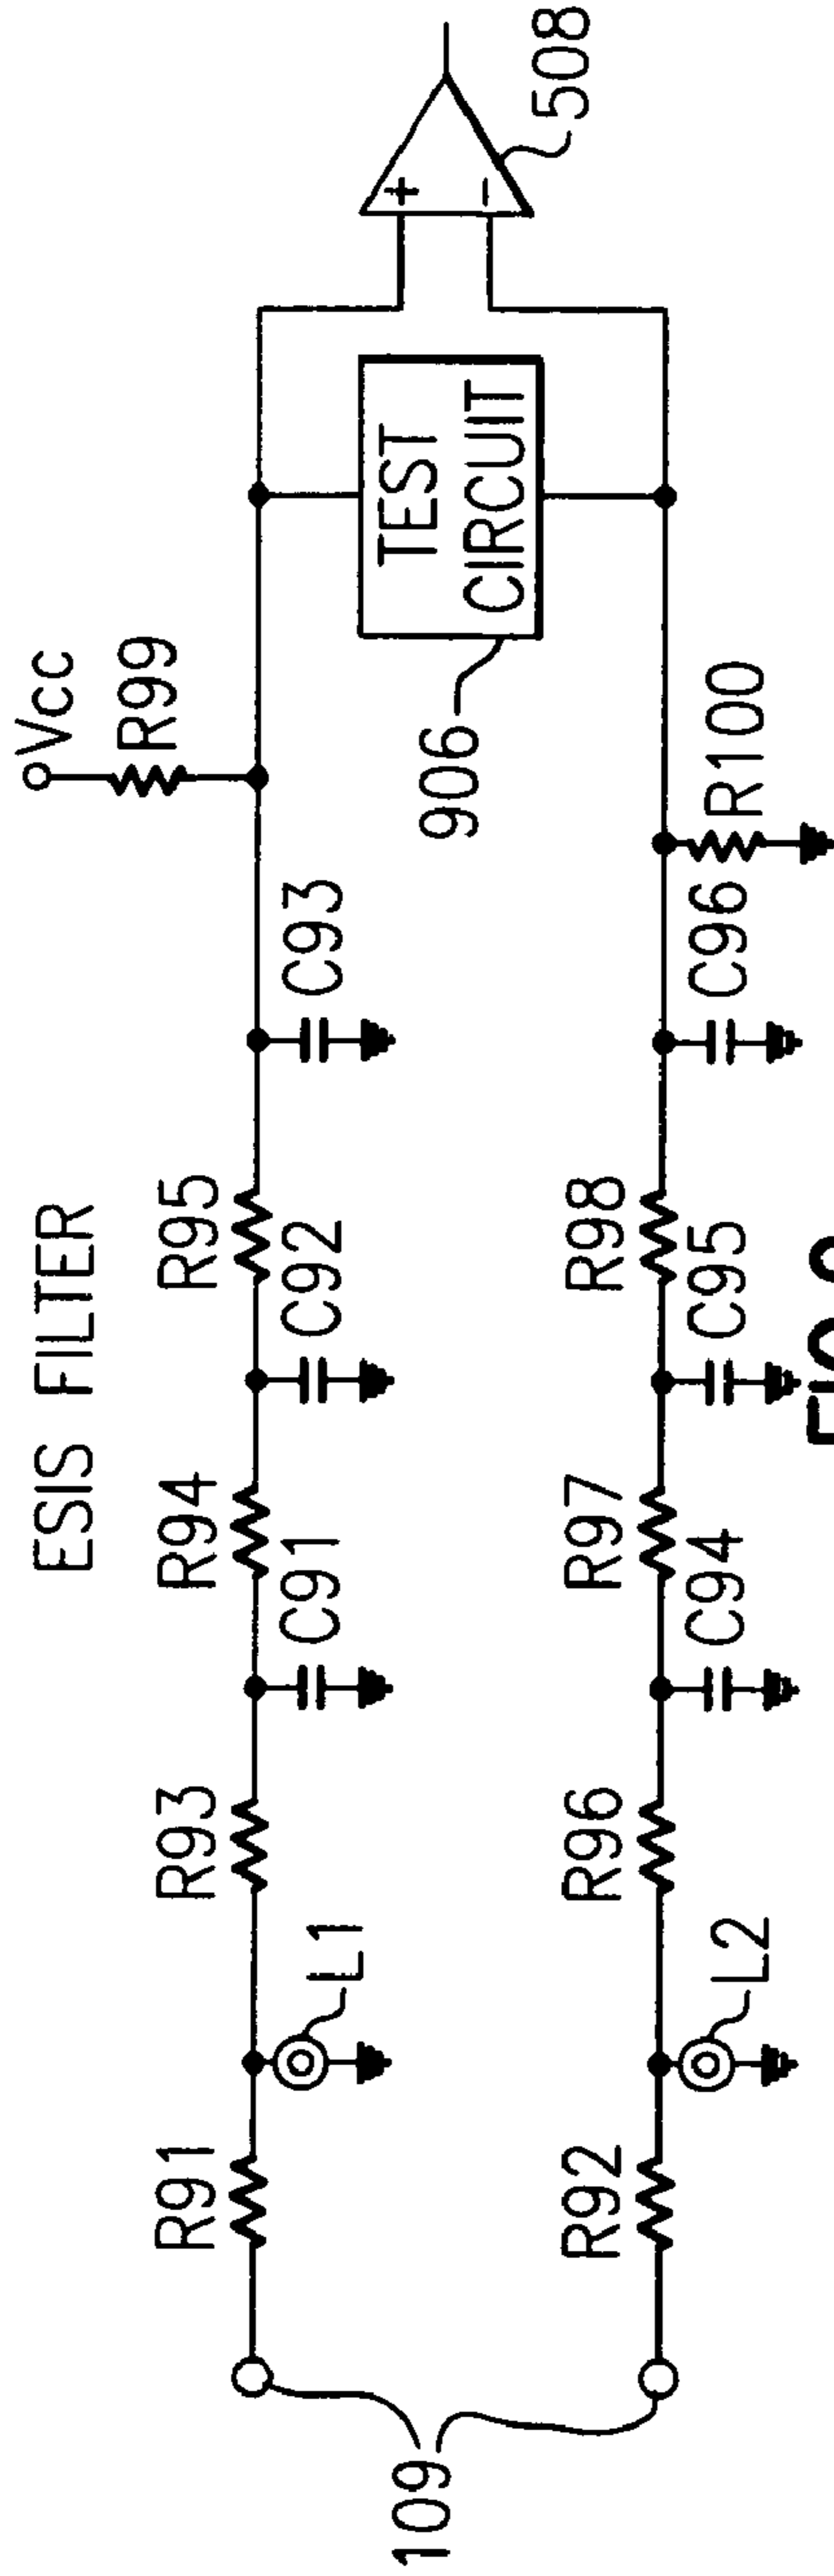 ESIS FILTER
Vcc
R99
R91
R93
R94
R95
L1
C91
C92
C93
TEST
CIRCUIT
508
+
-
109
906
R92
R96
R97
R98
R100
L2
C94
C95
C96